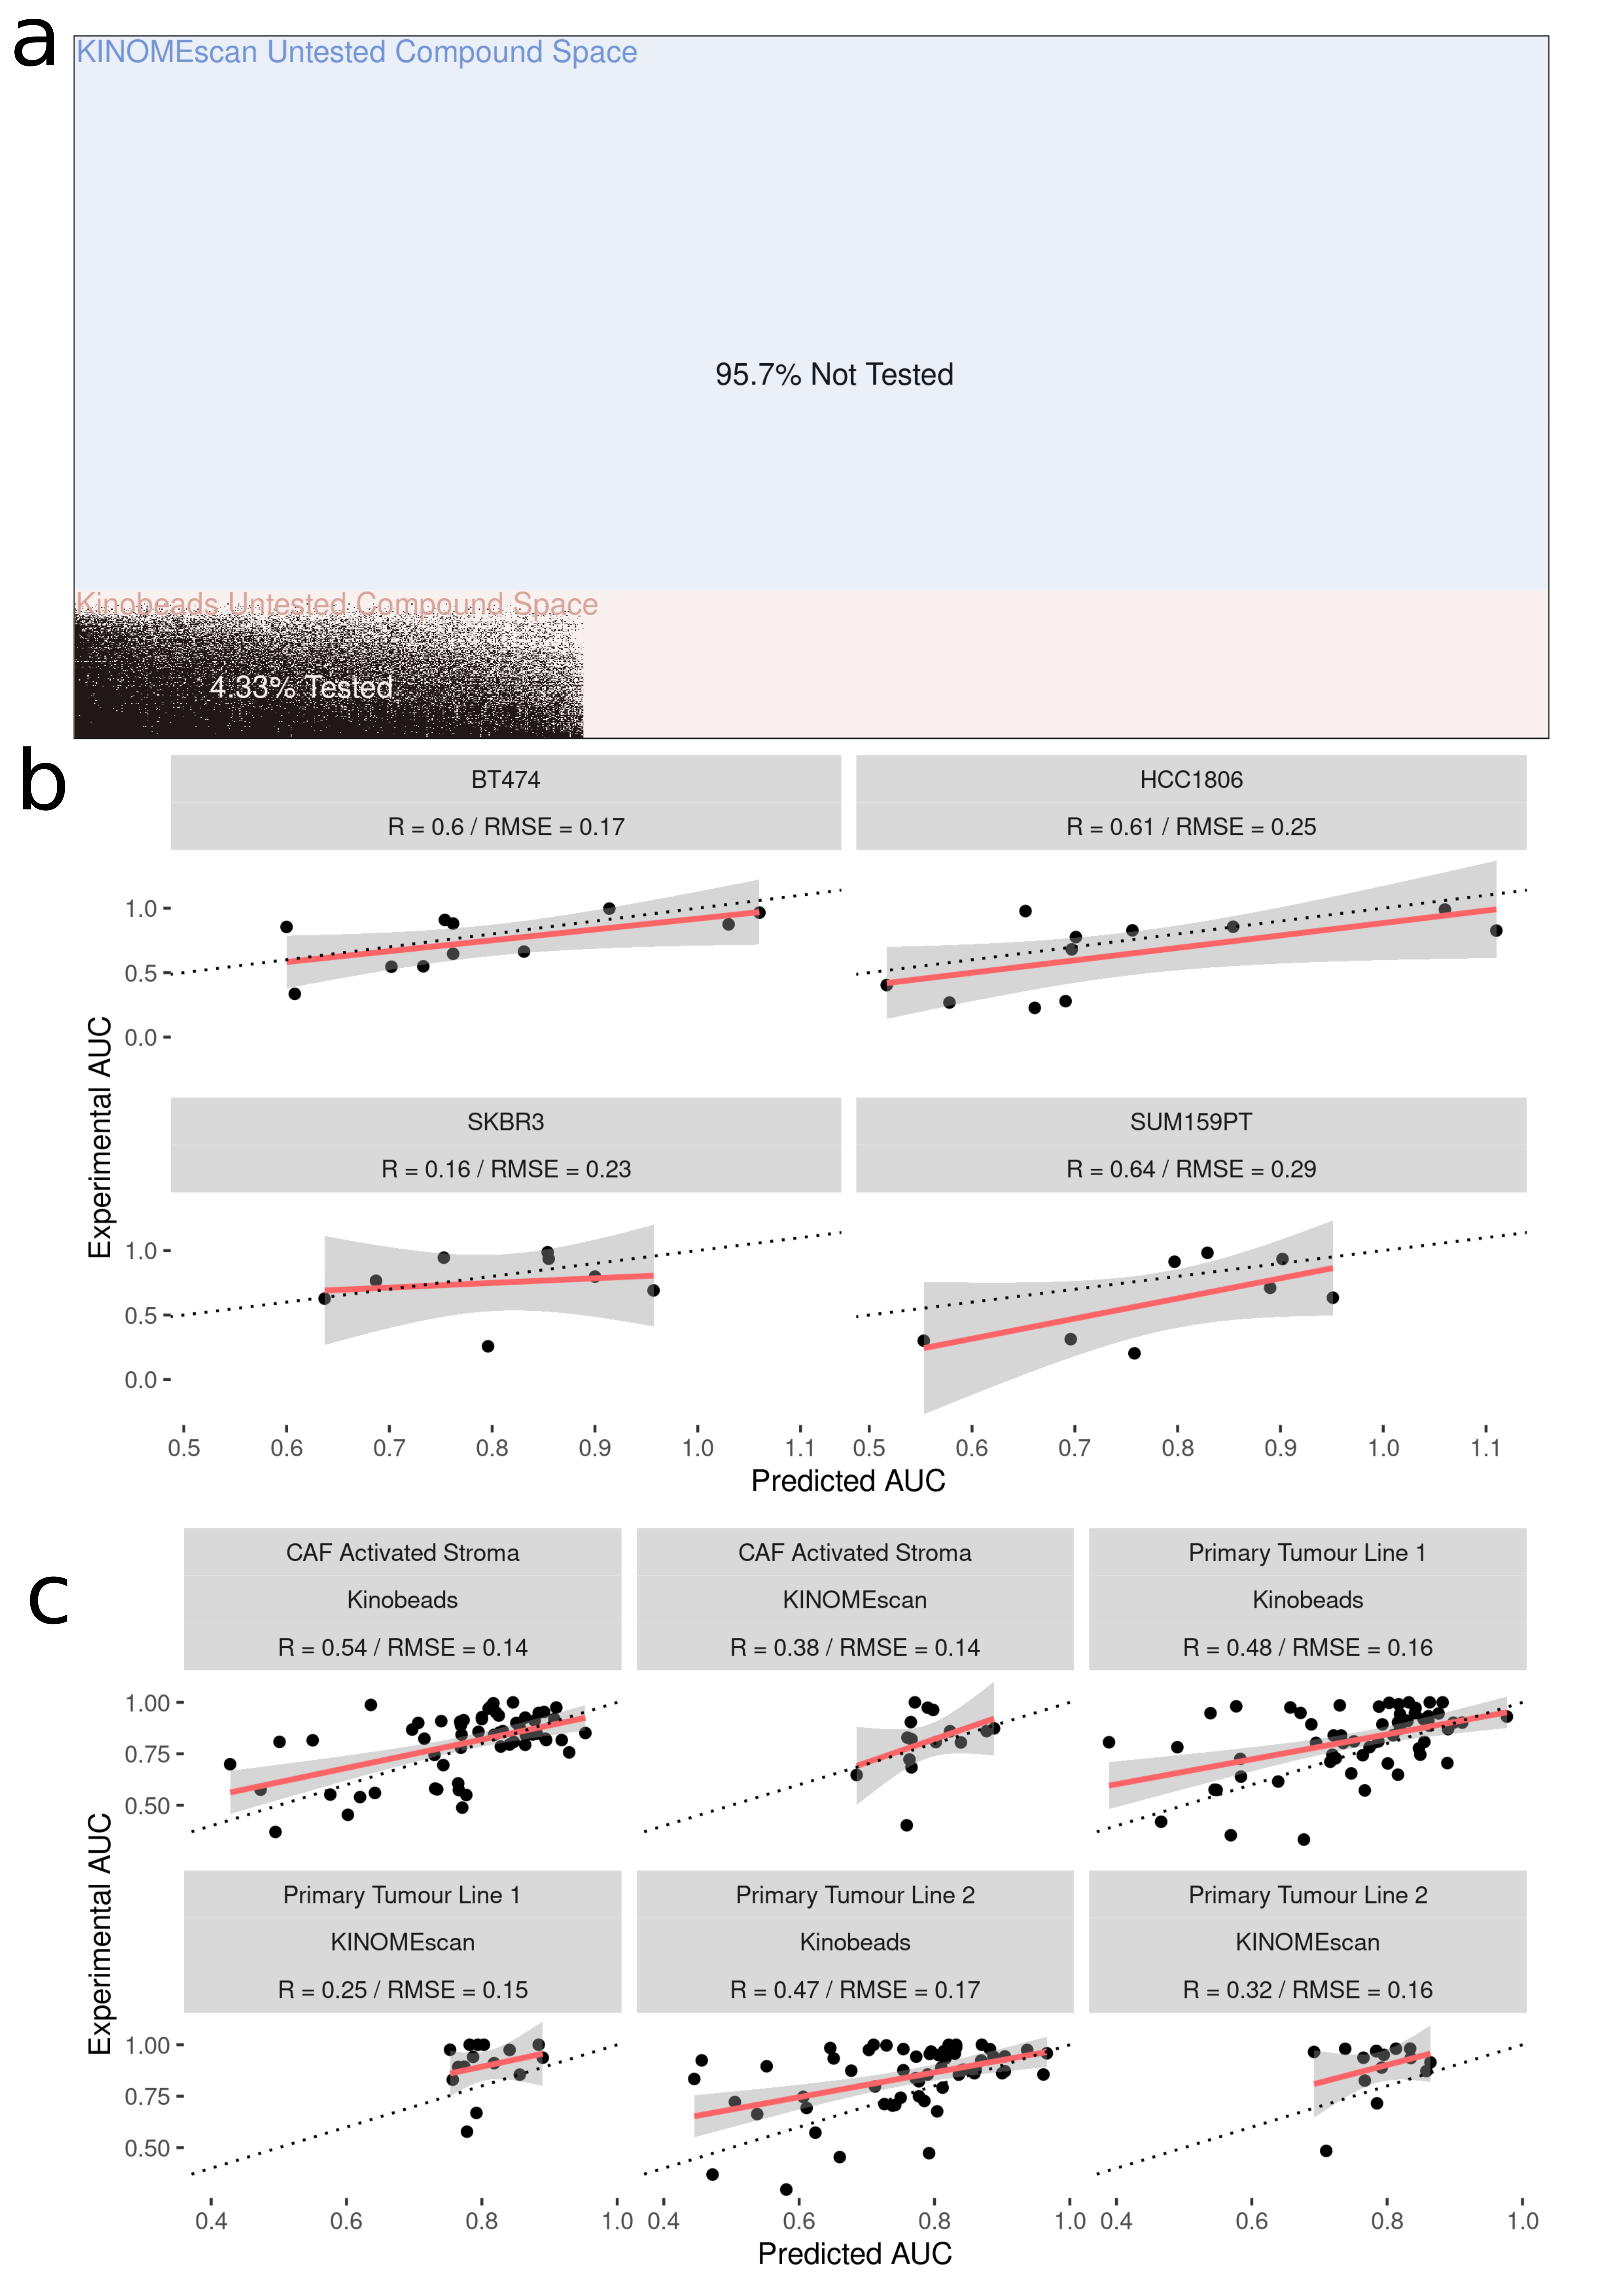 a
KINOMEscan Untested Compound Space
95.7% Not Tested
Kinobeads Untested Compound Space
4.33% Tested
b
BT474
R = 0.6 / RMSE = 0.17
HCC1806
R = 0.61 / RMSE = 0.25
1.0
0.5
0.0
SKBR3
R = 0.16 / RMSE = 0.23
SUM159PT
R = 0.64 / RMSE = 0.29
1.0
0.5
0.0
Experimental AUC
0.5 0.6 0.7 0.8 0.9 1.0 1.1 0.5 0.6 0.7 0.8 0.9 1.0 1.1
Predicted AUC
c
CAF Activated Stroma
Kinobeads
R = 0.54 / RMSE = 0.14
CAF Activated Stroma
KINOMEscan
R = 0.38 / RMSE = 0.14
Primary Tumour Line 1
Kinobeads
R = 0.48 / RMSE = 0.16
1.00
0.75
0.50
Primary Tumour Line 1
KINOMEscan
R = 0.25 / RMSE = 0.15
Primary Tumour Line 2
Kinobeads
R = 0.47 / RMSE = 0.17
Primary Tumour Line 2
KINOMEscan
R = 0.32 / RMSE = 0.16
1.00
0.75
0.50
Experimental AUC
0.4 0.6 0.8 1.0 0.4 0.6 0.8 1.0 0.4 0.6 0.8 1.0
Predicted AUC